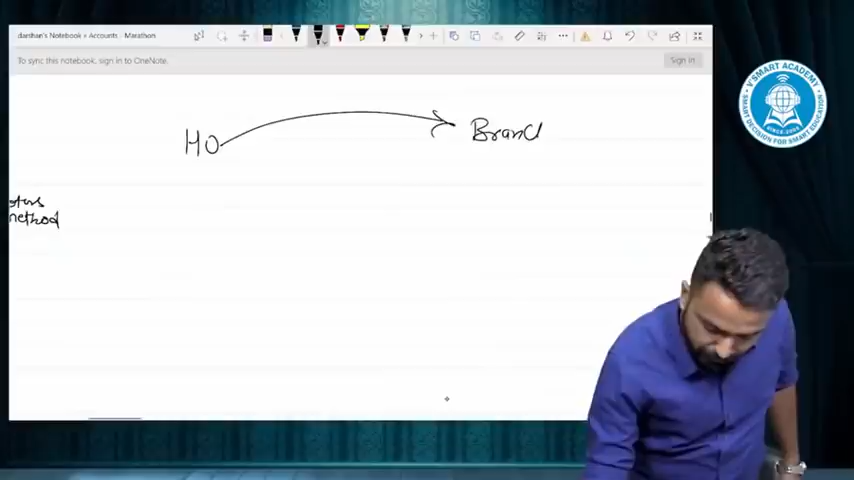 darshan's Notebook » Accounts - Marathon
To sync this notebook, sign in to OneNote.
Sign in
HO
Branch
method
V'SMART ACADEMY
SMART DECISION FOR SMART EDUCATION